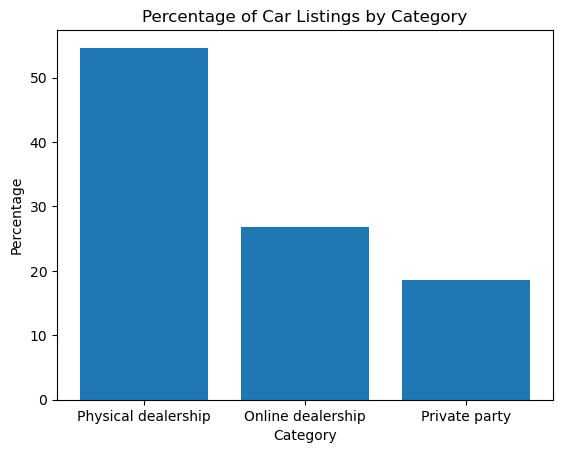 Percentage of Car Listings by Category
Percentage
50
40
30
20
10
0
Physical dealership Online dealership Private party
Category